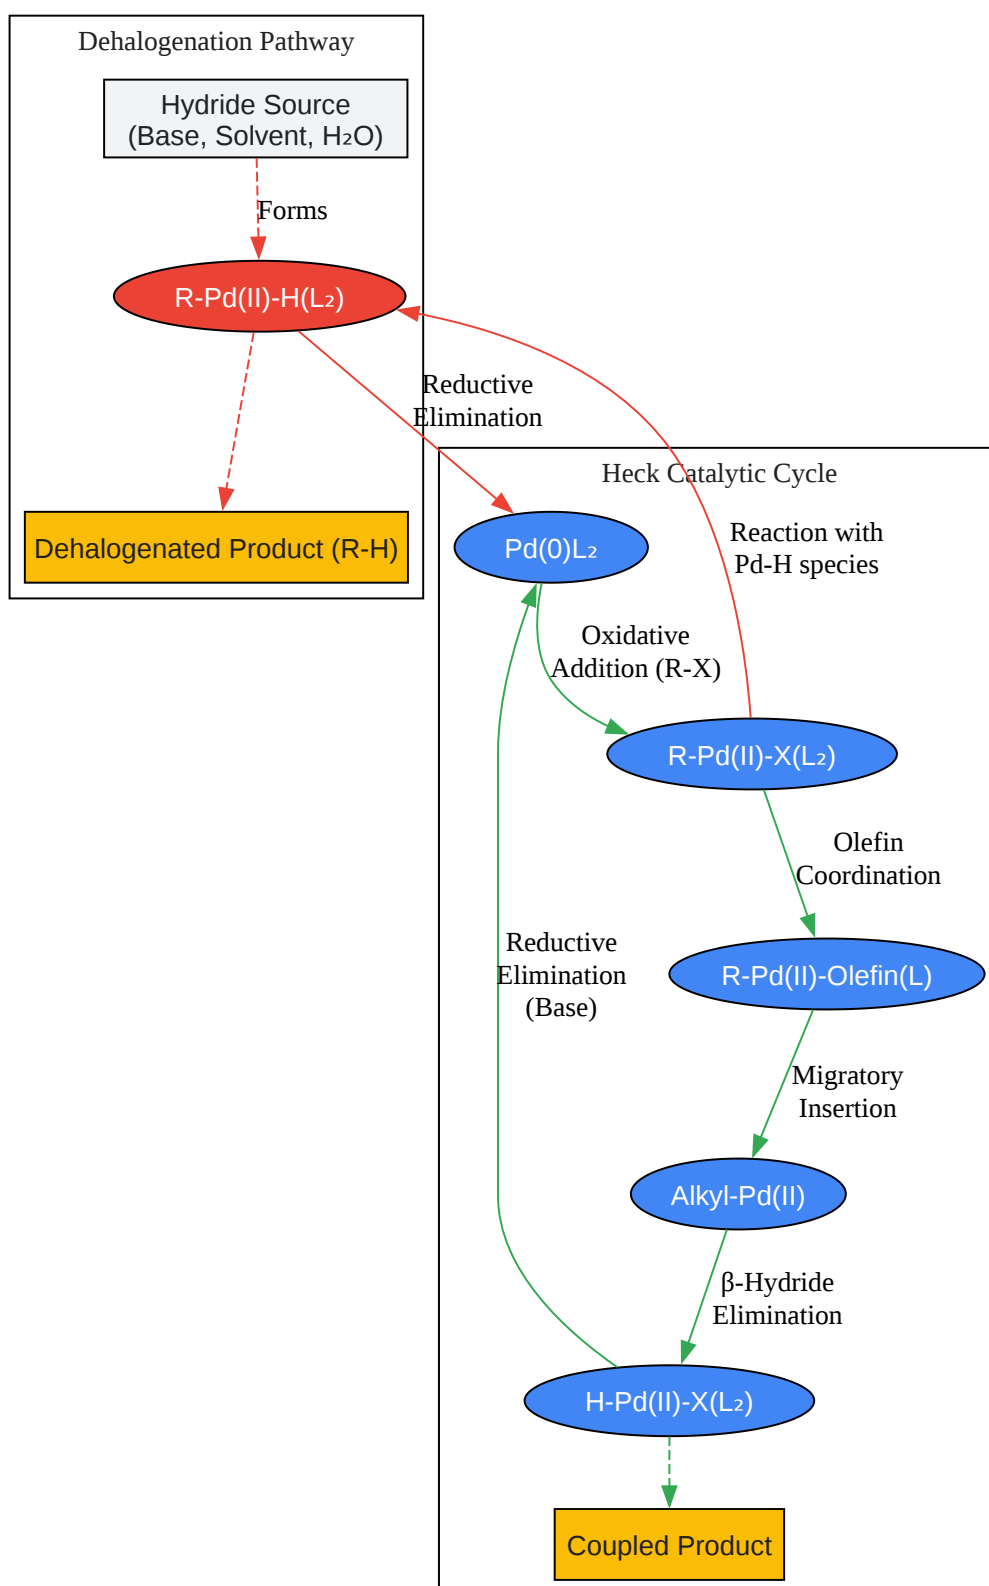 Dehalogenation Pathway
Hydride Source
(Base, Solvent, H₂O)
Forms
R-Pd(II)-H(L₂)
Reductive
Elimination
Dehalogenated Product (R-H)
Heck Catalytic Cycle
Pd(0)L₂
Reaction with
Pd-H species
Oxidative
Addition (R-X)
R-Pd(II)-X(L₂)
Olefin
Coordination
Reductive
Elimination
(Base)
R-Pd(II)-Olefin(L)
Migratory
Insertion
Alkyl-Pd(II)
β-Hydride
Elimination
H-Pd(II)-X(L₂)
Coupled Product